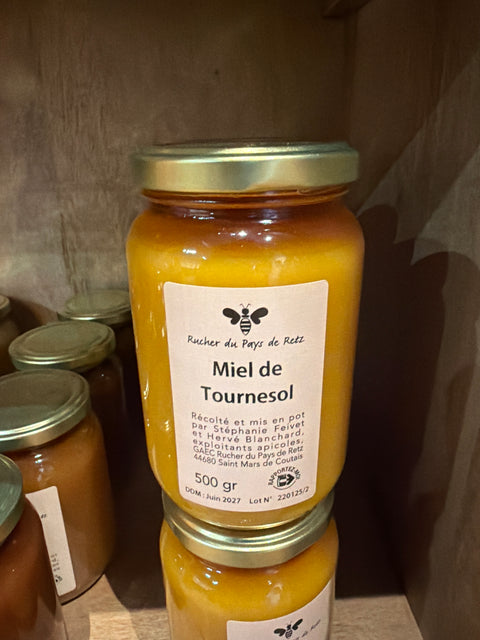 Rucher du Pays de Retz
Miel de
Tournesol
Récolté et mis en pot
par Stéphanie Feivet
et Hervé Blanchard,
exploitants apicoles,
GAEC Rucher du Pays de Retz
44680 Saint Mars de Coutais
500 gr
RAPPORTEZ-MOI
DDM : Juin 2027 Lot N° 220125/2